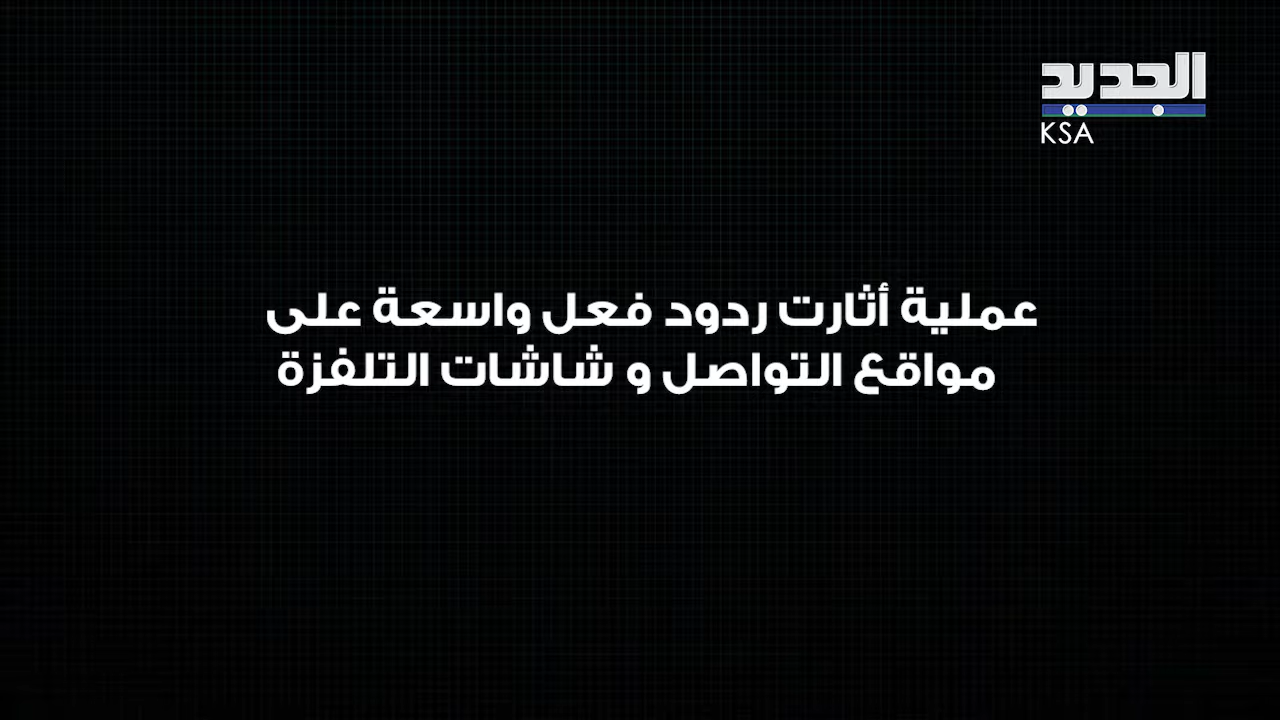 الجديد
KSA
عملية أثارت ردود فعل واسعة على
مواقع التواصل و شاشات التلفزة